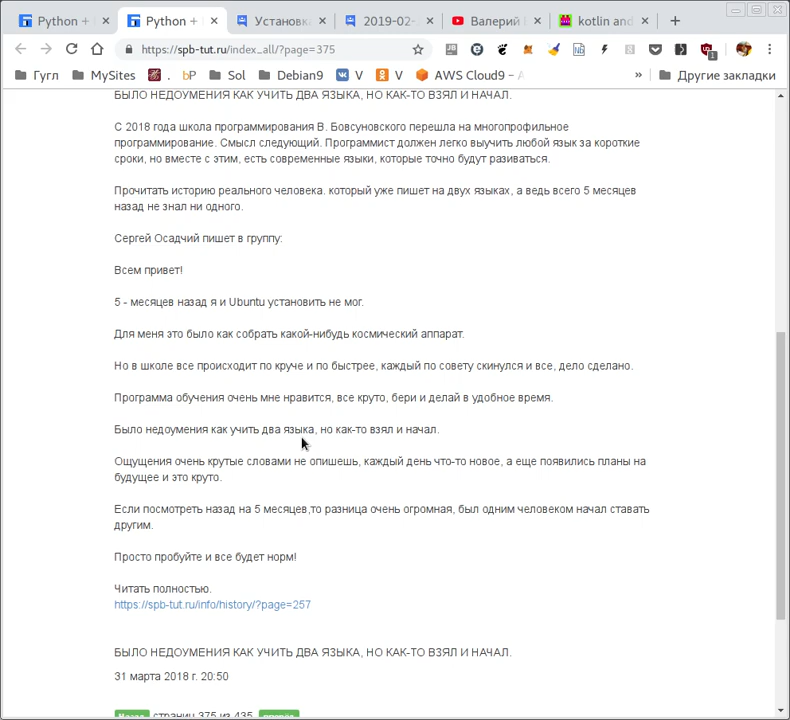 Python +
Python +
Установка
2019-02-
Валерий
kotlin and
https://spb-tut.ru/index_all/?page=375
Гугл
MySites
.
bP
Sol
Debian9
V
V
AWS Cloud9 –
»
Другие закладки
БЫЛО НЕДОУМЕНИЯ КАК УЧИТЬ ДВА ЯЗЫКА, НО КАК-ТО ВЗЯЛ И НАЧАЛ.
С 2018 года школа программирования В. Бовсуновского перешла на многопрофильное
программирование. Смысл следующий. Программист должен легко выучить любой язык за короткие
сроки, но вместе с этим, есть современные языки, которые точно будут разиваться.
Прочитать историю реального человека. который уже пишет на двух языках, а ведь всего 5 месяцев
назад не знал ни одного.
Сергей Осадчий пишет в группу:
Всем привет!
5 - месяцев назад я и Ubuntu установить не мог.
Для меня это было как собрать какой-нибудь космический аппарат.
Но в школе все происходит по круче и по быстрее, каждый по совету скинулся и все, дело сделано.
Программа обучения очень мне нравится, все круто, бери и делай в удобное время.
Было недоумения как учить два языка, но как-то взял и начал.
Ощущения очень крутые словами не опишешь, каждый день что-то новое, а еще появились планы на
будущее и это круто.
Если посмотреть назад на 5 месяцев,то разница очень огромная, был одним человеком начал ставать
другим.
Просто пробуйте и все будет норм!
Читать полностью.
https://spb-tut.ru/info/history/?page=257
БЫЛО НЕДОУМЕНИЯ КАК УЧИТЬ ДВА ЯЗЫКА, НО КАК-ТО ВЗЯЛ И НАЧАЛ.
31 марта 2018 г. 20:50
страниц 375 из 435